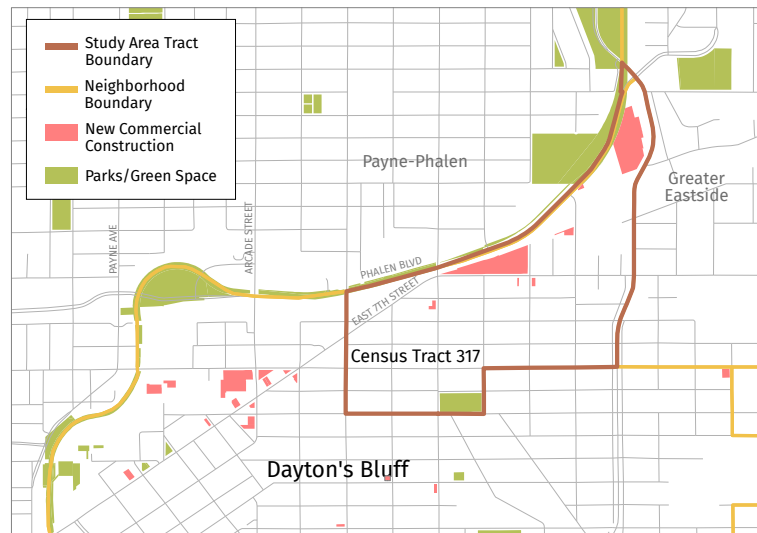 Study Area Tract
Boundary
Neighborhood
Boundary
New Commercial
Construction
Parks/Green Space
Payne-Phalen
Greater
Eastside
PAYNE AVE
ARCADE STREET
PHALEN BLVD
EAST 7TH STREET
Census Tract 317
Dayton's Bluff